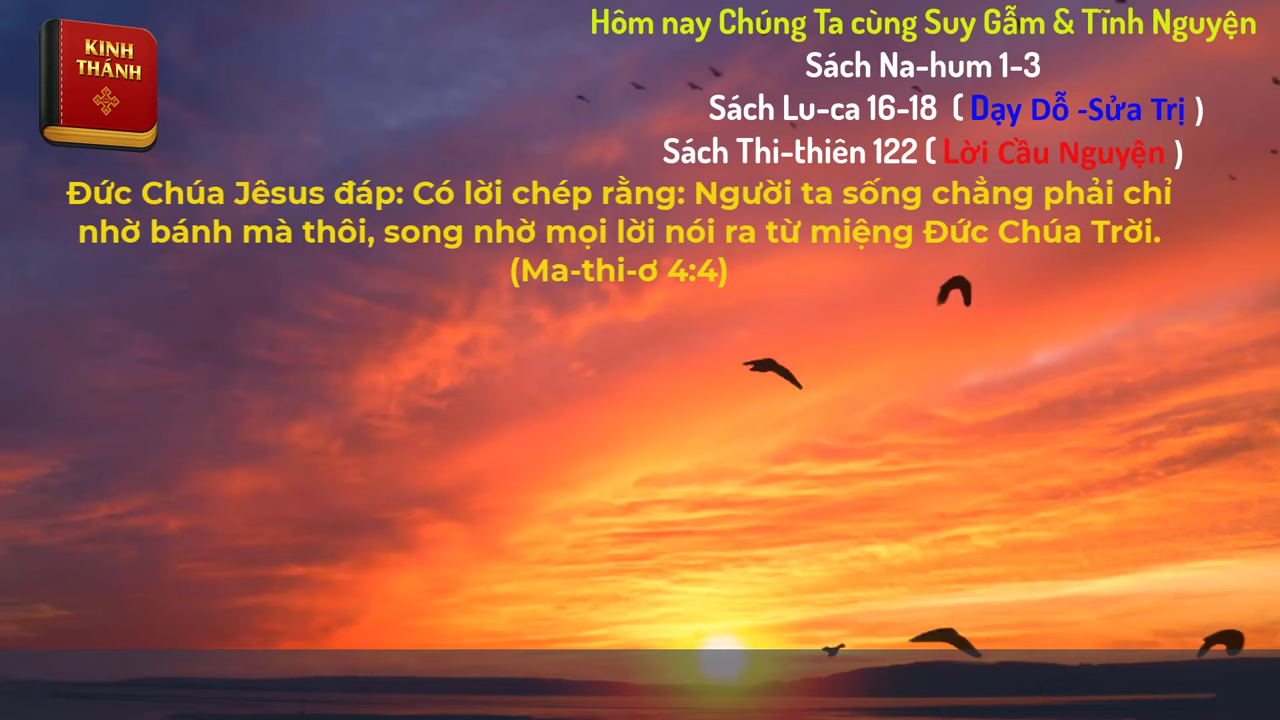 KINH
THÁNH
Hôm nay Chúng Ta cùng Suy Gẫm & Tĩnh Nguyện
Sách Na-hum 1-3
Sách Lu-ca 16-18 ( Dạy Dỗ -Sửa Trị )
Sách Thi-thiên 122 ( Lời Cầu Nguyện )
Đức Chúa Jêsus đáp: Có lời chép rằng: Người ta sống chẳng phải chỉ
nhờ bánh mà thôi, song nhờ mọi lời nói ra từ miệng Đức Chúa Trời.
(Ma-thi-ơ 4:4)